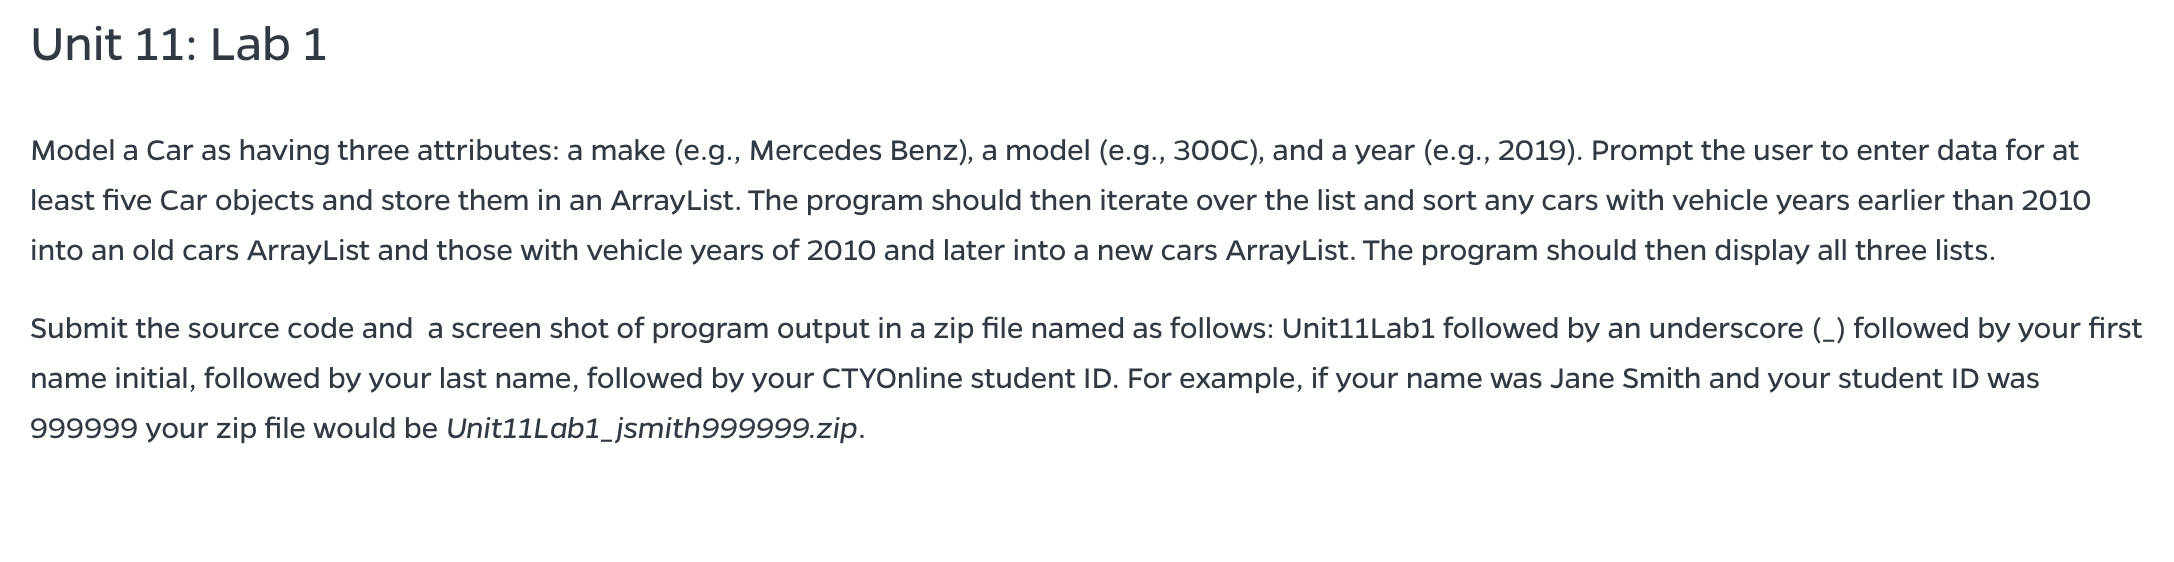 Unit 11: Lab 1
Model a Car as having three attributes: a make (e.g., Mercedes Benz), a model (e.g., 300C), and a year (e.g., 2019). Prompt the user to enter data for at
least five Car objects and store them in an ArrayList. The program should then iterate over the list and sort any cars with vehicle years earlier than 2010
into an old cars ArrayList and those with vehicle years of 2010 and later into a new cars ArrayList. The program should then display all three lists.
Submit the source code and  a screen shot of program output in a zip file named as follows: Unit11Lab1 followed by an underscore (_) followed by your first
name initial, followed by your last name, followed by your CTYOnline student ID. For example, if your name was Jane Smith and your student ID was
999999 your zip file would be Unit11Lab1_jsmith999999.zip.